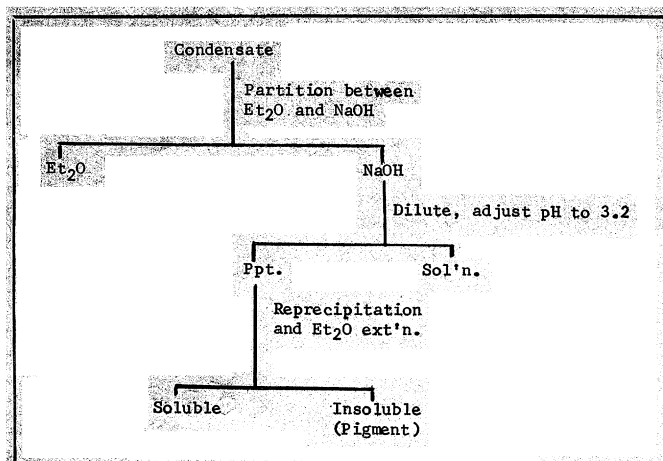 Condensate
Partition between
Et₂O and NaOH
Et₂O
NaOH
Dilute, adjust pH to 3.2
Ppt.
Sol'n.
Reprecipitation
and Et₂O ext'n.
Soluble
Insoluble
(Pigment)